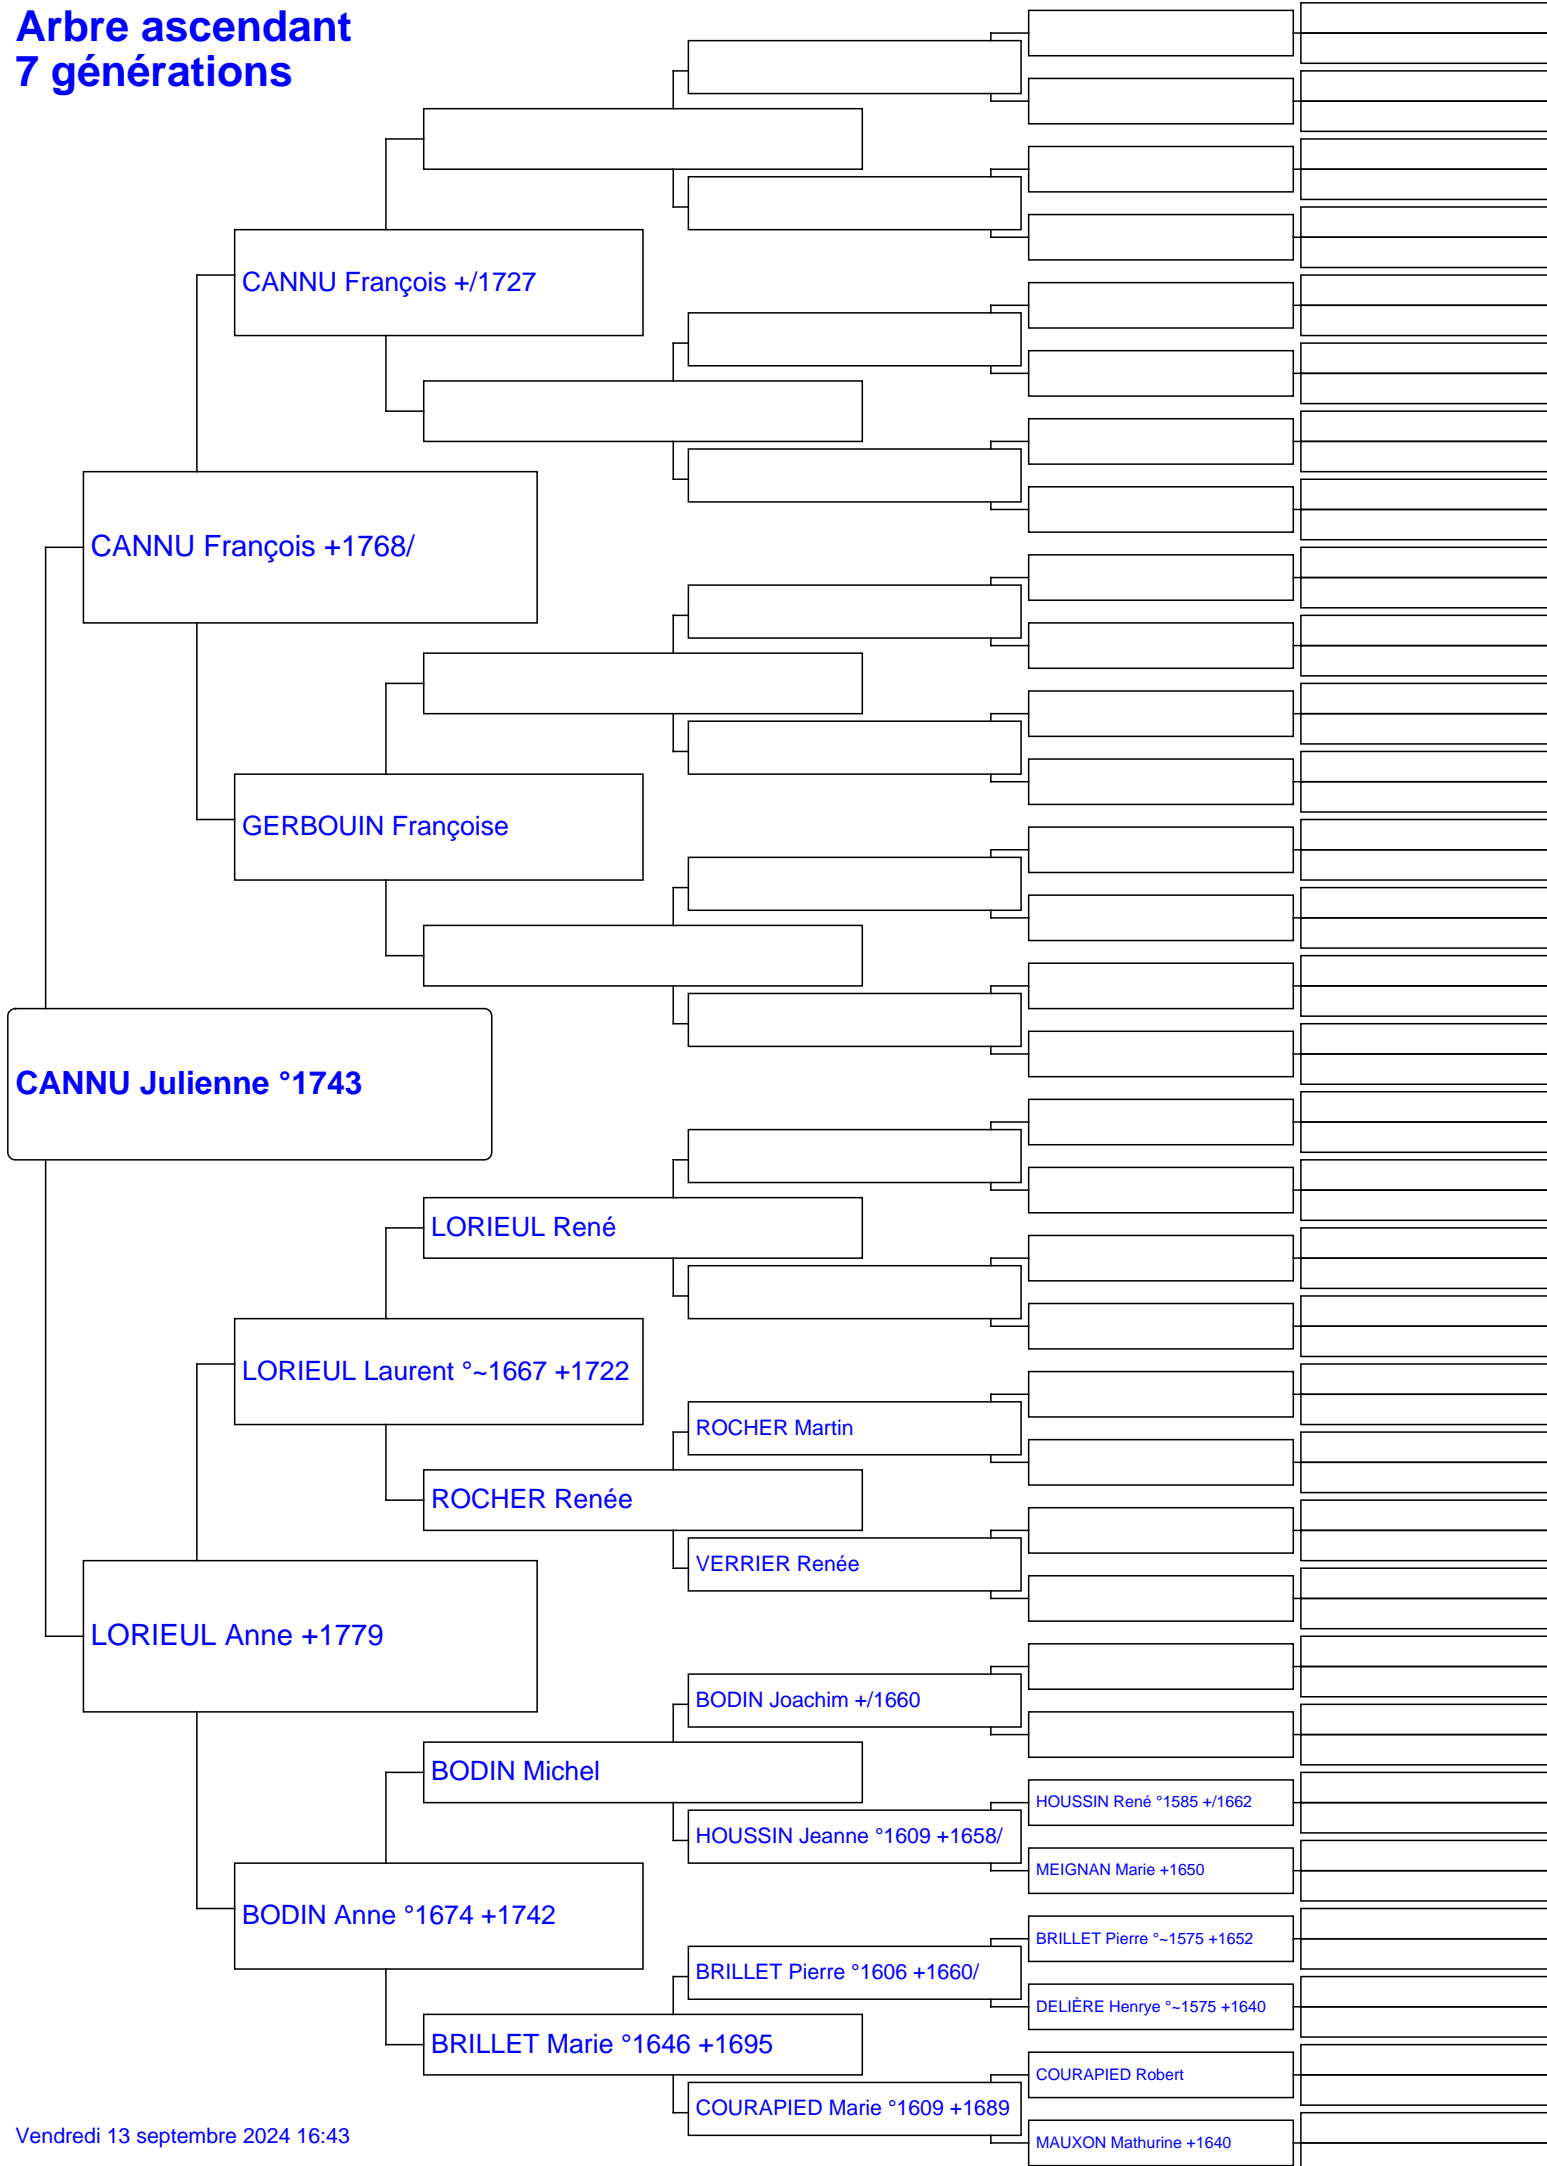 Arbre ascendant
7 générations
CANNU François +/1727
CANNU François +1768/
GERBOUIN Françoise
CANNU Julienne °1743
LORIEUL René
LORIEUL Laurent °~1667 +1722
ROCHER Martin
ROCHER Renée
VERRIER Renée
LORIEUL Anne +1779
BODIN Joachim +/1660
BODIN Michel
HOUSSIN René °1585 +/1662
HOUSSIN Jeanne °1609 +1658/
MEIGNAN Marie +1650
BODIN Anne °1674 +1742
BRILLET Pierre °~1575 +1652
BRILLET Pierre °1606 +1660/
DELIÈRE Henrye °~1575 +1640
BRILLET Marie °1646 +1695
COURAPIED Robert
COURAPIED Marie °1609 +1689
MAUXON Mathurine +1640
Vendredi 13 septembre 2024 16:43